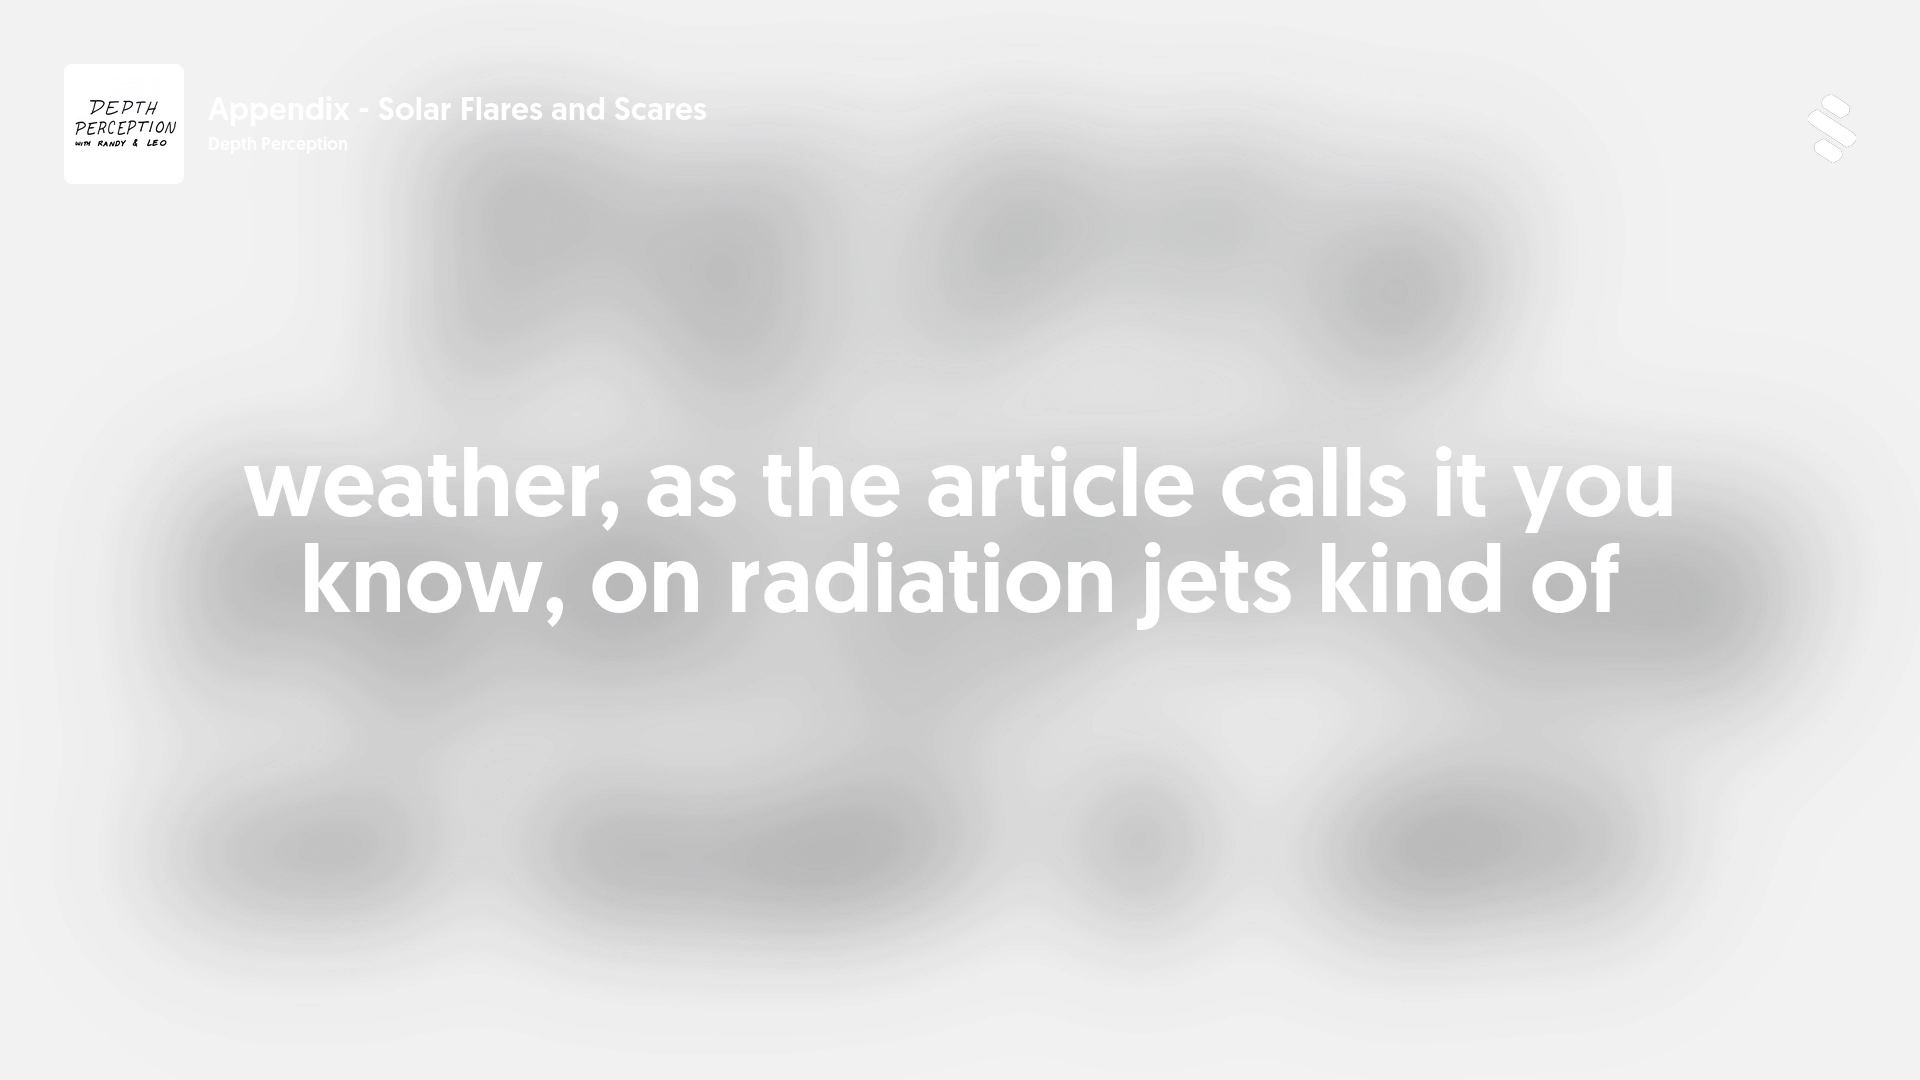 DEPTH
PERCEPTION
WITH RANDY & LEO
Appendix - Solar Flares and Scares
Depth Perception
weather, as the article calls it you
know, on radiation jets kind of